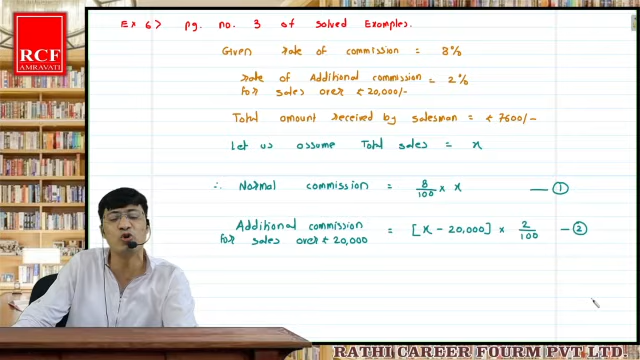 RCF
AMRAVATI
Ex 6> pg. no. 3 of solved Examples.
Given rate of commission = 8%
rate of Additional commission = 2%
for sales over ₹ 20,000/-
Total amount received by salesman = ₹ 7600/-
Let us assume Total sales = x
∴ Normal commission = 8/100 × x — ①
Additional commission = [x - 20,000] × 2/100 — ②
for sales over ₹ 20,000
RATHI CAREER FOURM PVT LTD